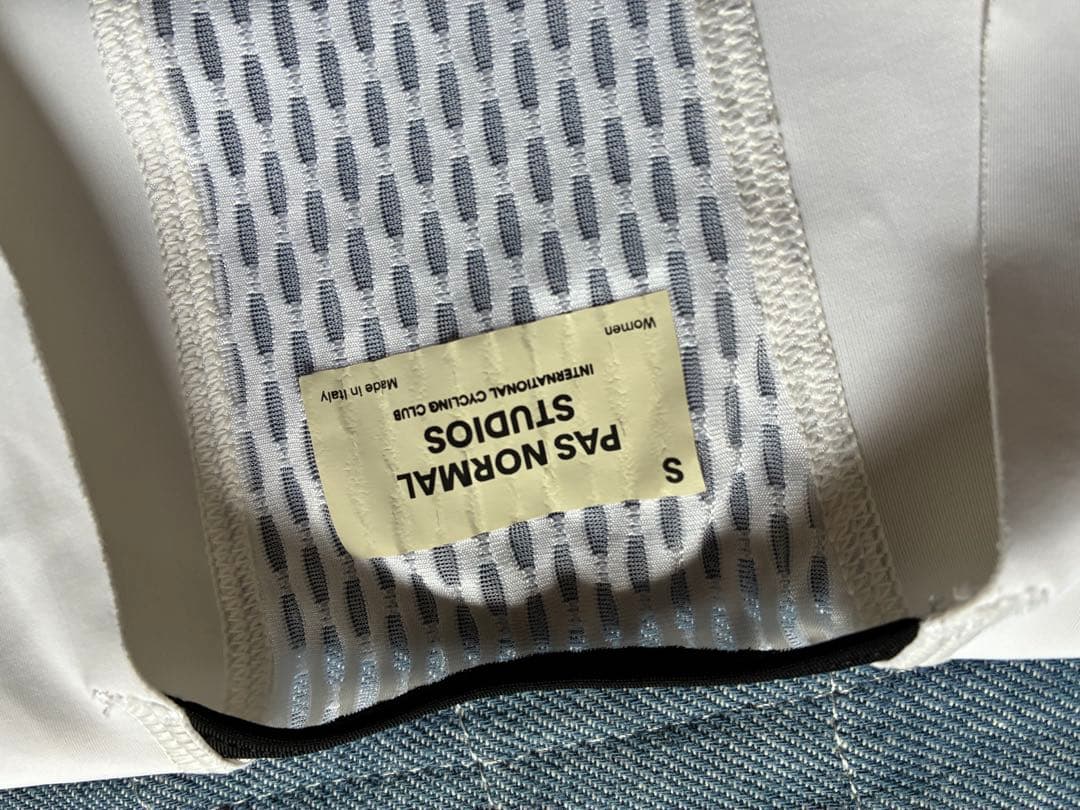 S
PAS NORMAL
STUDIOS
INTERNATIONAL CYCLING CLUB
Women
Made in Italy